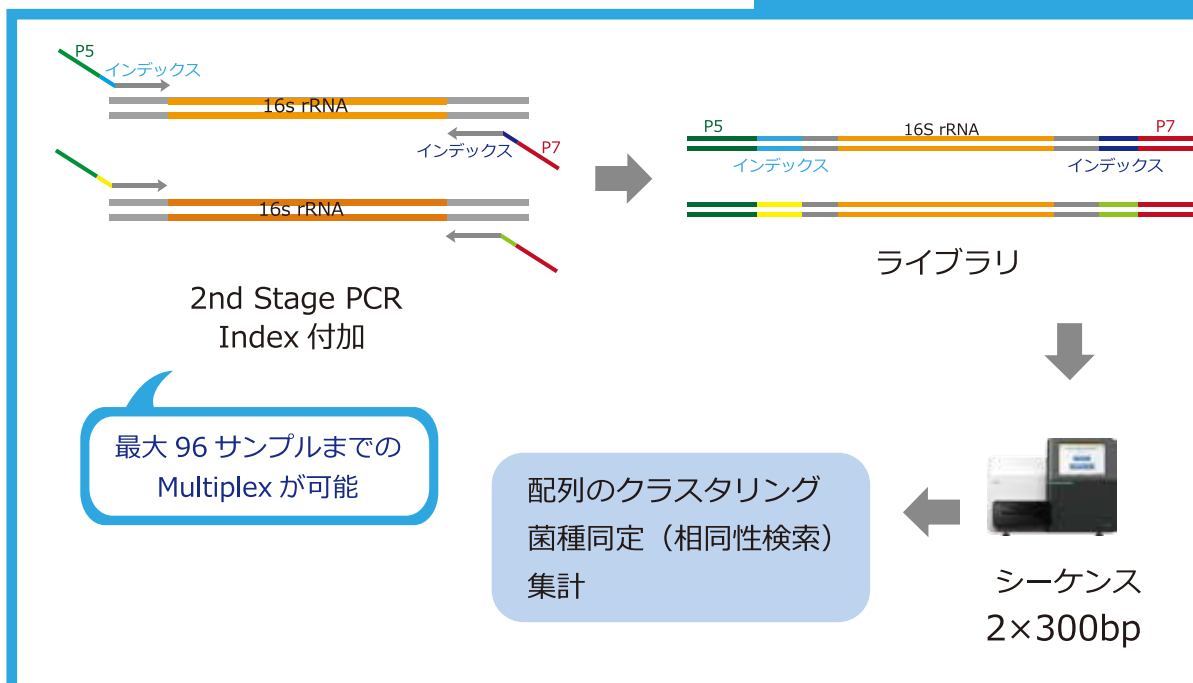 P5
インデックス
16s rRNA
インデックス
P7
16s rRNA
2nd Stage PCR
Index 付加
最大 96 サンプルまでの
Multiplex が可能
P5
16S rRNA
P7
インデックス
インデックス
ライブラリ
シーケンス
2×300bp
配列のクラスタリング
菌種同定（相同性検索）
集計